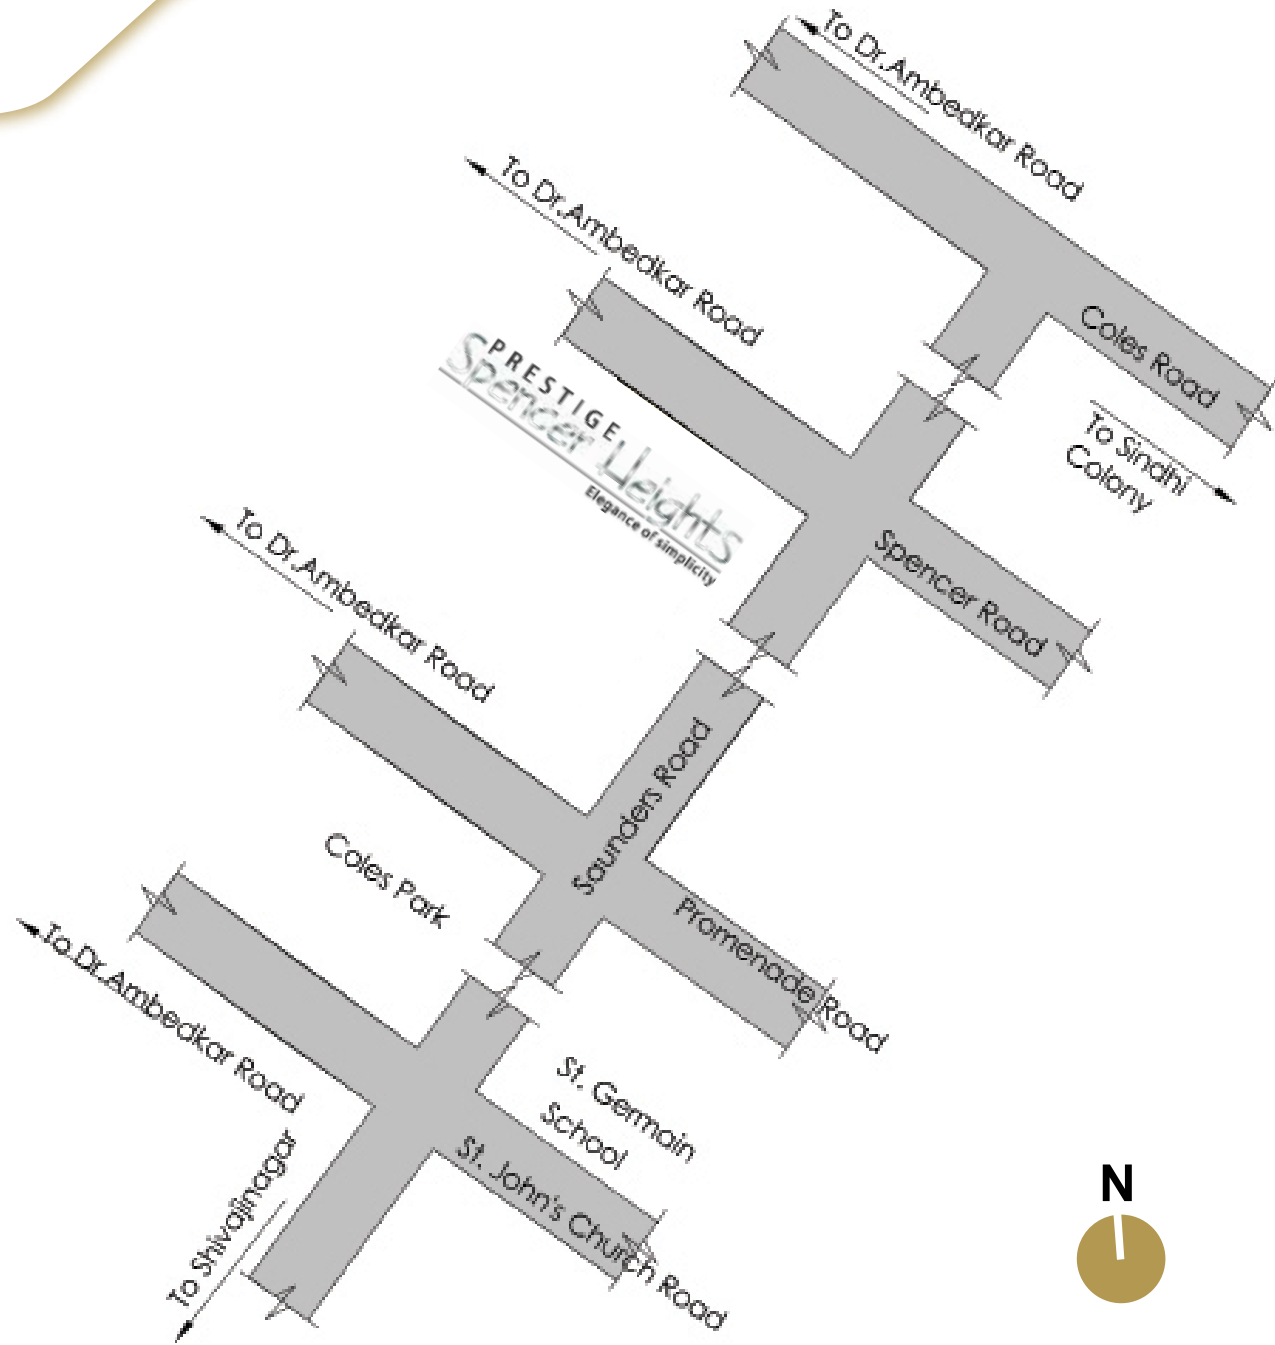 To Dr.Ambedkar Road
To Dr.Ambedkar Road
Coles Road
PRESTIGE
Spencer Heights
Elegance of simplicity
To Sindhi
Colony
Spencer Road
To Dr.Ambedkar Road
Saunders Road
Coles Park
Promenade Road
To Dr.Ambedkar Road
St. Germain
School
St. John's Church Road
To Shivajinagar
N